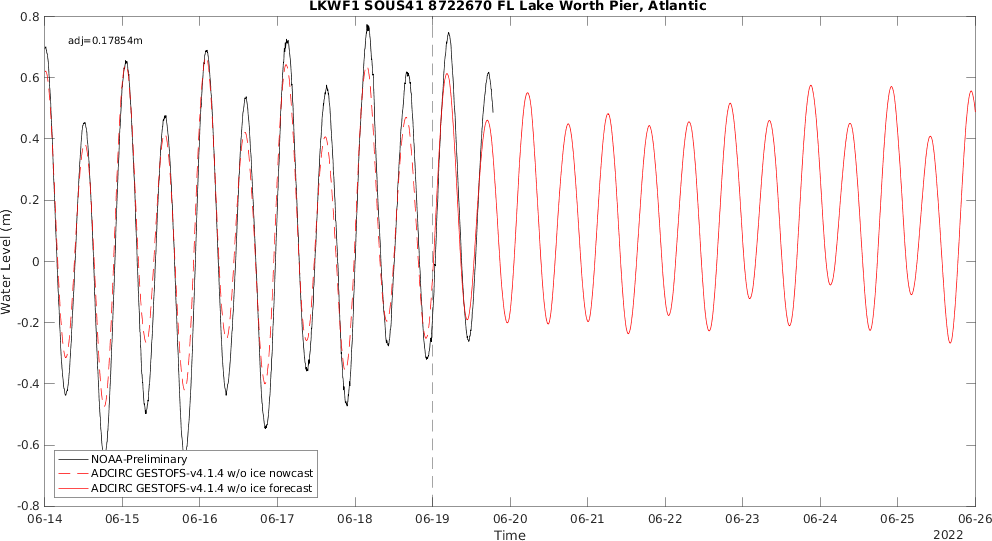 LKWF1 SOUS41 8722670 FL Lake Worth Pier, Atlantic
adj=0.17854m
0.8
0.6
0.4
0.2
0
-0.2
-0.4
-0.6
-0.8
Water Level (m)
NOAA-Preliminary
ADCIRC GESTOFS-v4.1.4 w/o ice nowcast
ADCIRC GESTOFS-v4.1.4 w/o ice forecast
06-14 06-15 06-16 06-17 06-18 06-19 06-20 06-21 06-22 06-23 06-24 06-25 06-26
Time
2022